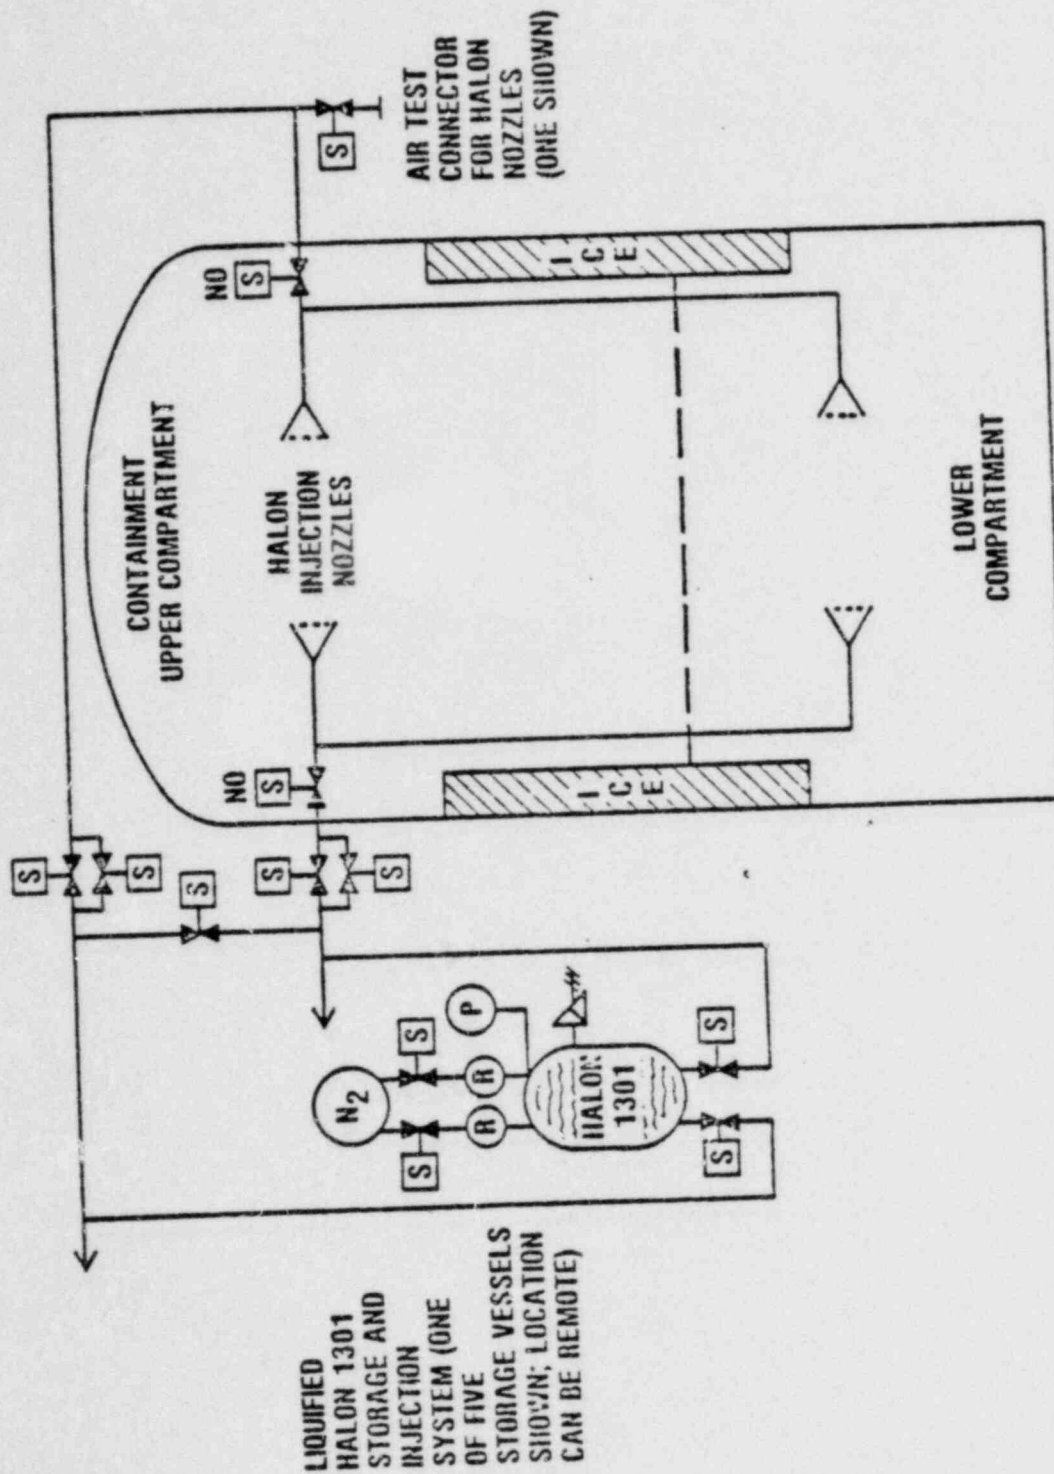 CONTAINMENT
UPPER COMPARTMENT
NO
S
NO
S
HALON
INJECTION
NOZZLES
ICE
ICE
LOWER
COMPARTMENT
S
AIR TEST
CONNECTOR
FOR HALON
NOZZLES
(ONE SHOWN)
S
S
S
S
S
N2
S
S
R
R
P
HALON
1301
S
S
LIQUIFIED
HALON 1301
STORAGE AND
INJECTION
SYSTEM (ONE
OF FIVE
STORAGE VESSELS
SHOWN; LOCATION
CAN BE REMOTE)